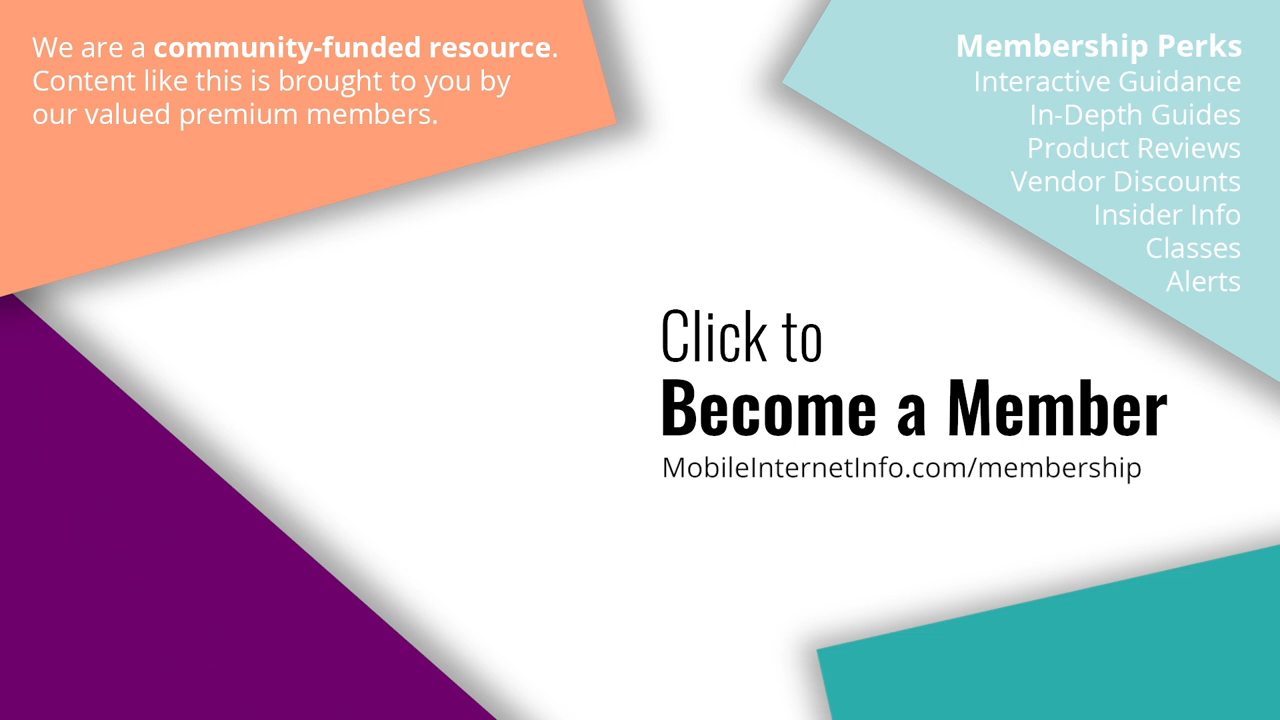 We are a community-funded resource.
Content like this is brought to you by
our valued premium members.
Membership Perks
Interactive Guidance
In-Depth Guides
Product Reviews
Vendor Discounts
Insider Info
Classes
Alerts
Click to
Become a Member
MobileInternetInfo.com/membership